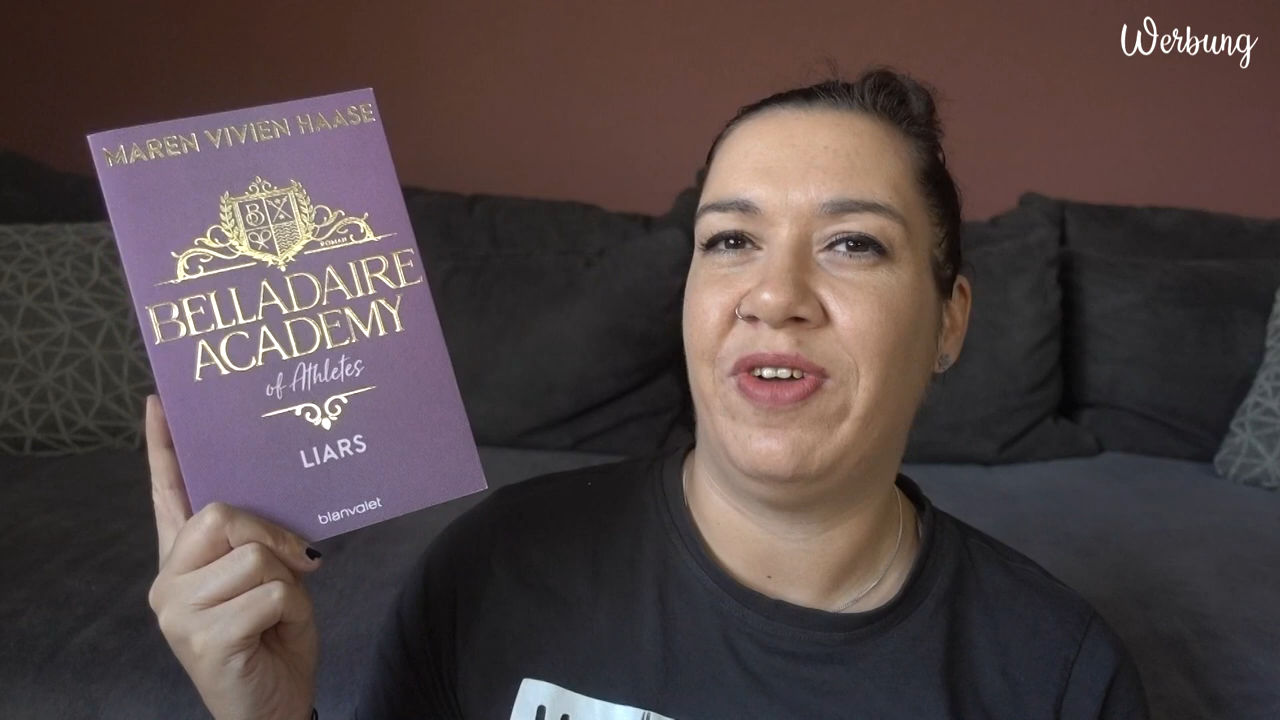 Werbung
MAREN VIVIEN HAASE
B
ROMAN
BELLADAIRE
ACADEMY
of Athletes
LIARS
blanvalet